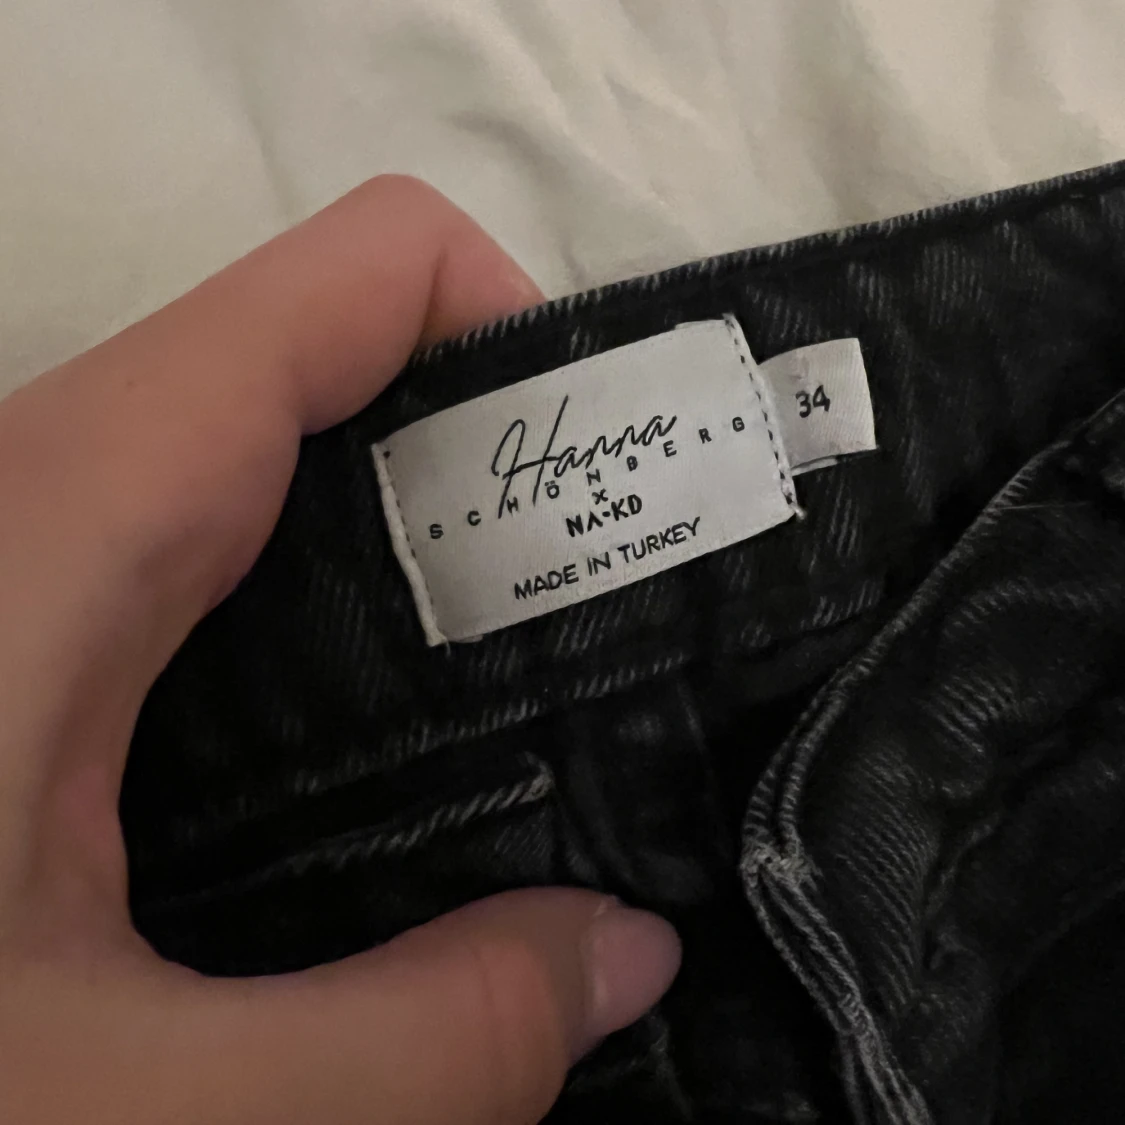 Hanna
SCHÖNBERG
X
NA-KD
MADE IN TURKEY
34